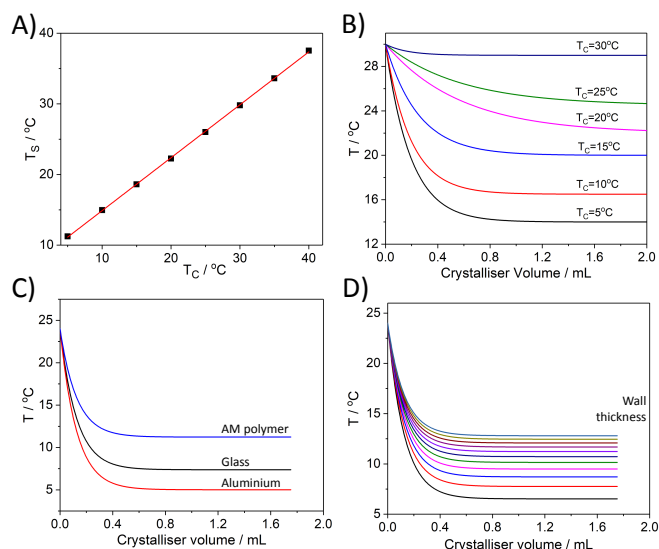 A)
40
30
20
10
10
20
30
40
T_S / °C
T_C / °C
B)
28
24
20
16
12
0.0
0.4
0.8
1.2
1.6
2.0
T / °C
Crystalliser Volume / mL
T_C=30°C
T_C=25°C
T_C=20°C
T_C=15°C
T_C=10°C
T_C=5°C
C)
25
20
15
10
5
0.0
0.4
0.8
1.2
1.6
2.0
T / °C
Crystalliser volume / mL
AM polymer
Glass
Aluminium
D)
25
20
15
10
5
0.0
0.4
0.8
1.2
1.6
2.0
T / °C
Crystalliser volume / mL
Wall
thickness